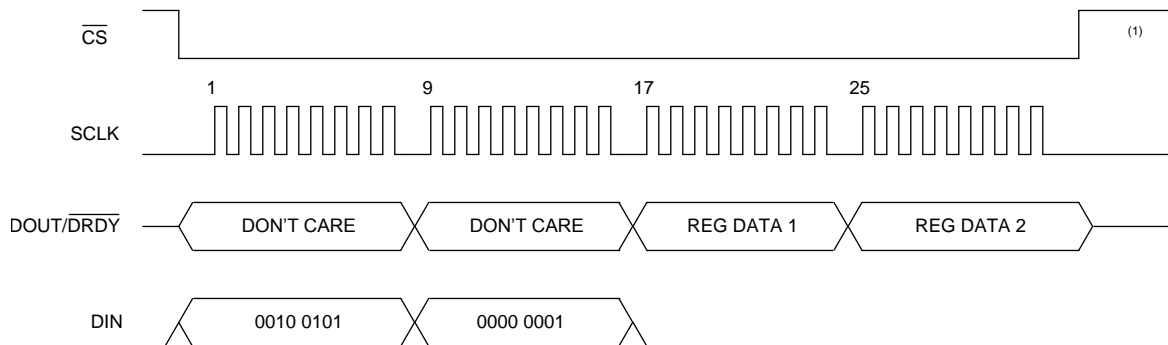 CS
(1)
1 9 17 25
SCLK
DOUT/DRDY DON'T CARE DON'T CARE REG DATA 1 REG DATA 2
DIN 0010 0101 0000 0001